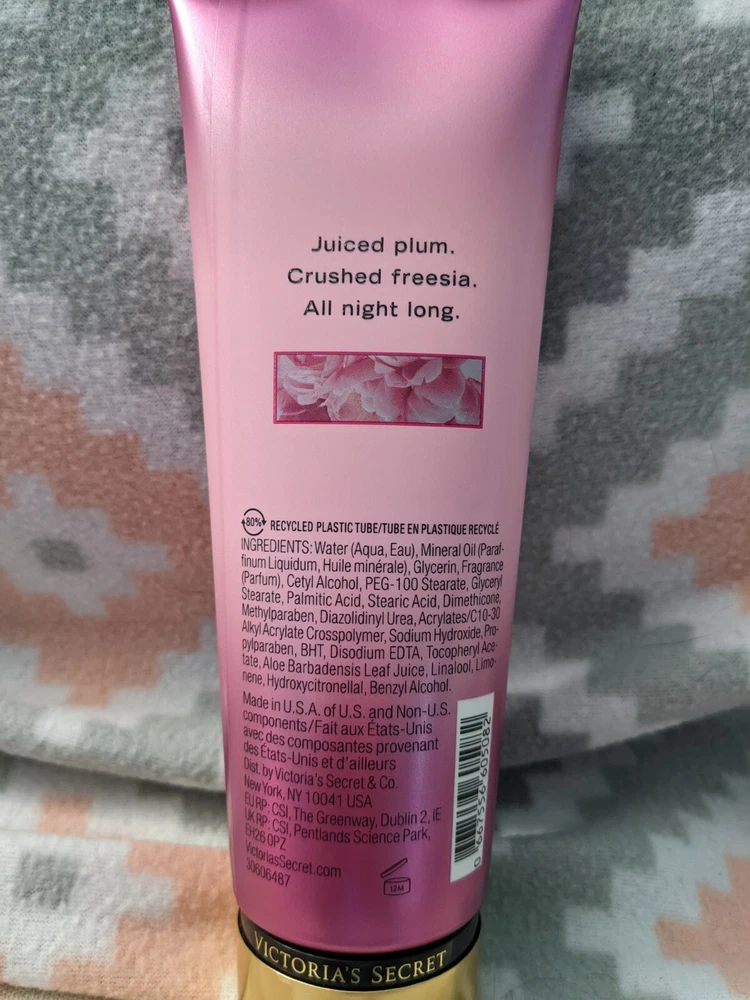 Juiced plum.
Crushed freesia.
All night long.
80%
RECYCLED PLASTIC TUBE/TUBE EN PLASTIQUE RECYCLÉ
INGREDIENTS: Water (Aqua, Eau), Mineral Oil (Paraf-
finum Liquidum, Huile minérale), Glycerin, Fragrance
(Parfum), Cetyl Alcohol, PEG-100 Stearate, Glyceryl
Stearate, Palmitic Acid, Stearic Acid, Dimethicone,
Methylparaben, Diazolidinyl Urea, Acrylates/C10-30
Alkyl Acrylate Crosspolymer, Sodium Hydroxide, Pro-
pylparaben, BHT, Disodium EDTA, Tocopheryl Ace-
tate, Aloe Barbadensis Leaf Juice, Linalool, Limo-
nene, Hydroxycitronellal, Benzyl Alcohol.
Made in U.S.A. of U.S. and Non-U.S.
components/Fait aux États-Unis
avec des composantes provenant
des États-Unis et d'ailleurs
Dist. by Victoria's Secret & Co.
New York, NY 10041 USA
EU RP: CSI, The Greenway, Dublin 2, IE
UK RP: CSI, Pentlands Science Park,
EH26 0PZ
VictoriasSecret.com
30606487
12M
0 667556 605082
VICTORIA'S SECRET